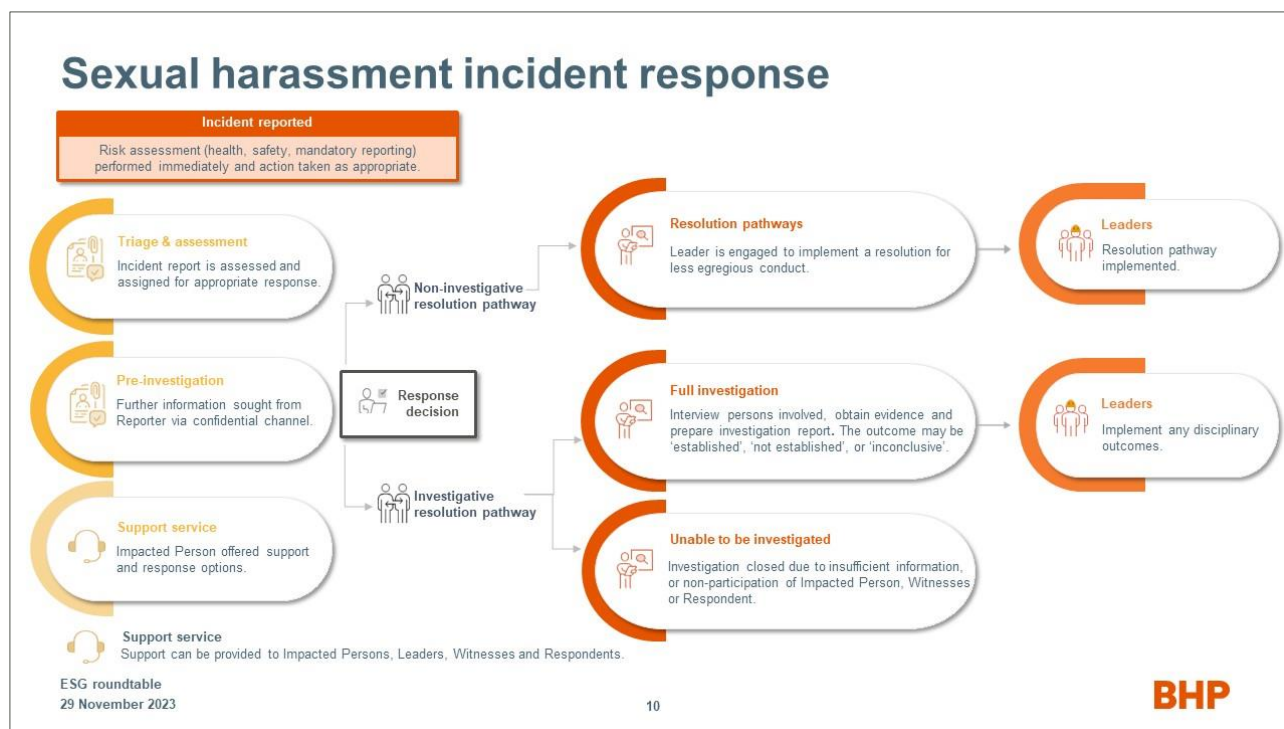 Sexual harassment incident response
Incident reported
Risk assessment (health, safety, mandatory reporting)
performed immediately and action taken as appropriate.
Triage & assessment
Incident report is assessed and
assigned for appropriate response.
Pre-investigation
Further information sought from
Reporter via confidential channel.
Support service
Impacted Person offered support
and response options.
Non-investigative
resolution pathway
Response
decision
Investigative
resolution pathway
Resolution pathways
Leader is engaged to implement a resolution for
less egregious conduct.
Full investigation
Interview persons involved, obtain evidence and
prepare investigation report. The outcome may be
‘established’, ‘not established’, or ‘inconclusive’.
Unable to be investigated
Investigation closed due to insufficient information,
or non-participation of Impacted Person, Witnesses
or Respondent.
Leaders
Resolution pathway
implemented.
Leaders
Implement any disciplinary
outcomes.
Support service
Support can be provided to Impacted Persons, Leaders, Witnesses and Respondents.
ESG roundtable
29 November 2023
10
BHP